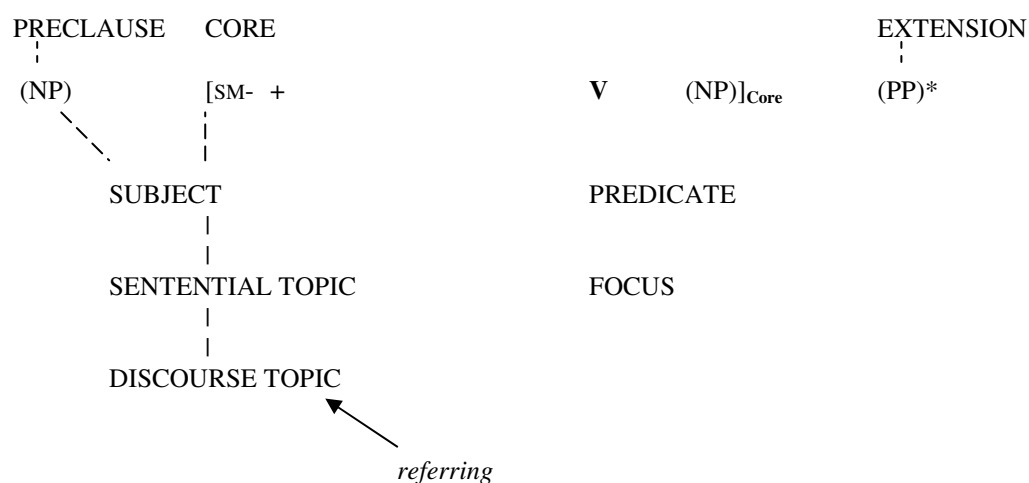 PRECLAUSE CORE EXTENSION
(NP) [SM- + V (NP)]Core (PP)*
SUBJECT PREDICATE
SENTENTIAL TOPIC FOCUS
DISCOURSE TOPIC
referring